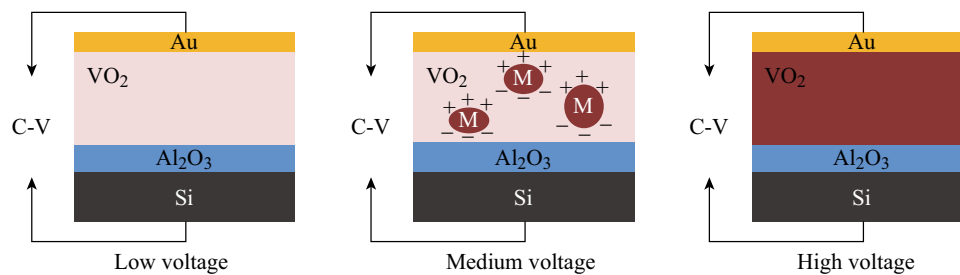 Au
VO₂
C-V
Al₂O₃
Si
Low voltage
Au
VO₂
+ + +
+ + +
M
− − −
+ + +
M
− − −
+ + +
M
− − −
C-V
Al₂O₃
Si
Medium voltage
Au
VO₂
C-V
Al₂O₃
Si
High voltage